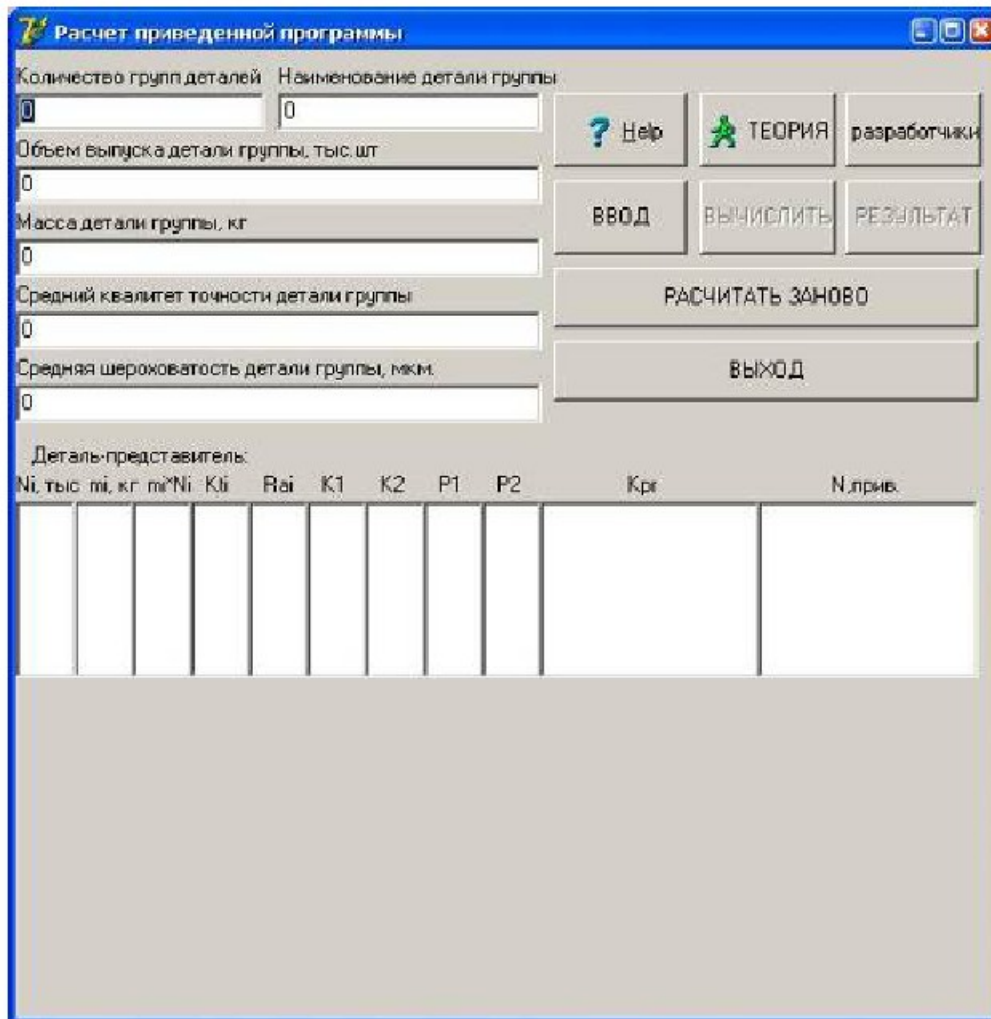 Расчет приведенной программы
Количество групп деталей Наименование детали группы
0 0
Help ТЕОРИЯ разработчики
Объем выпуска детали группы, тыс.шт
0
ВВОД ВЫЧИСЛИТЬ РЕЗУЛЬТАТ
Масса детали группы, кг
0
Средний квалитет точности детали группы
0
РАСЧИТАТЬ ЗАНОВО
Средняя шероховатость детали группы, мкм.
0
ВЫХОД
Деталь-представитель:
Ni, тыс mi, кг mi*Ni Kti Rai K1 K2 P1 P2 Kpr N,прив.